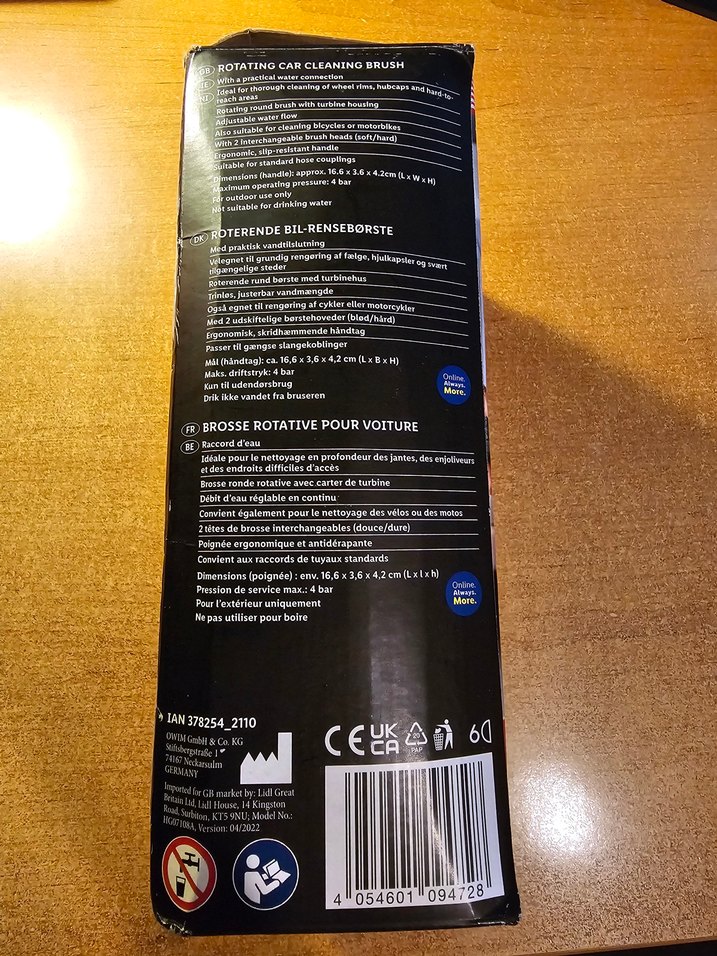 GB ROTATING CAR CLEANING BRUSH
IE With a practical water connection
NI Ideal for thorough cleaning of wheel rims, hubcaps and hard-to-
reach areas
Rotating round brush with turbine housing
Adjustable water flow
Also suitable for cleaning bicycles or motorbikes
With 2 interchangeable brush heads (soft/hard)
Ergonomic, slip-resistant handle
Suitable for standard hose couplings
Dimensions (handle): approx. 16.6 x 3.6 x 4.2cm (L x W x H)
Maximum operating pressure: 4 bar
For outdoor use only
Not suitable for drinking water
DK ROTERENDE BIL-RENSEBØRSTE
Med praktisk vandtilslutning
Velegnet til grundig rengøring af fælge, hjulkapsler og svært
tilgængelige steder
Roterende rund børste med turbinehus
Trinløs, justerbar vandmængde
Også egnet til rengøring af cykler eller motorcykler
Med 2 udskiftelige børstehoveder (blød/hård)
Ergonomisk, skridhæmmende håndtag
Passer til gængse slangekoblinger
Mål (håndtag): ca. 16,6 x 3,6 x 4,2 cm (L x B x H)
Maks. driftstryk: 4 bar
Kun til udendørsbrug
Drik ikke vandet fra bruseren
Online.
Always.
More.
FR BROSSE ROTATIVE POUR VOITURE
BE Raccord d'eau
Idéale pour le nettoyage en profondeur des jantes, des enjoliveurs
et des endroits difficiles d'accès
Brosse ronde rotative avec carter de turbine
Débit d'eau réglable en continu
Convient également pour le nettoyage des vélos ou des motos
2 têtes de brosse interchangeables (douce/dure)
Poignée ergonomique et antidérapante
Convient aux raccords de tuyaux standards
Dimensions (poignée) : env. 16,6 x 3,6 x 4,2 cm (L x l x h)
Pression de service max.: 4 bar
Pour l'extérieur uniquement
Ne pas utiliser pour boire
Online.
Always.
More.
IAN 378254_2110
OWIM GmbH & Co. KG
Stiftsbergstraße 1
74167 Neckarsulm
GERMANY
Imported for GB market by: Lidl Great
Britain Ltd, Lidl House, 14 Kingston
Road, Surbiton, KT5 9NU; Model No.:
HG07108A, Version: 04/2022
CE
UK
CA
20
PAP
6
4 054601 094728